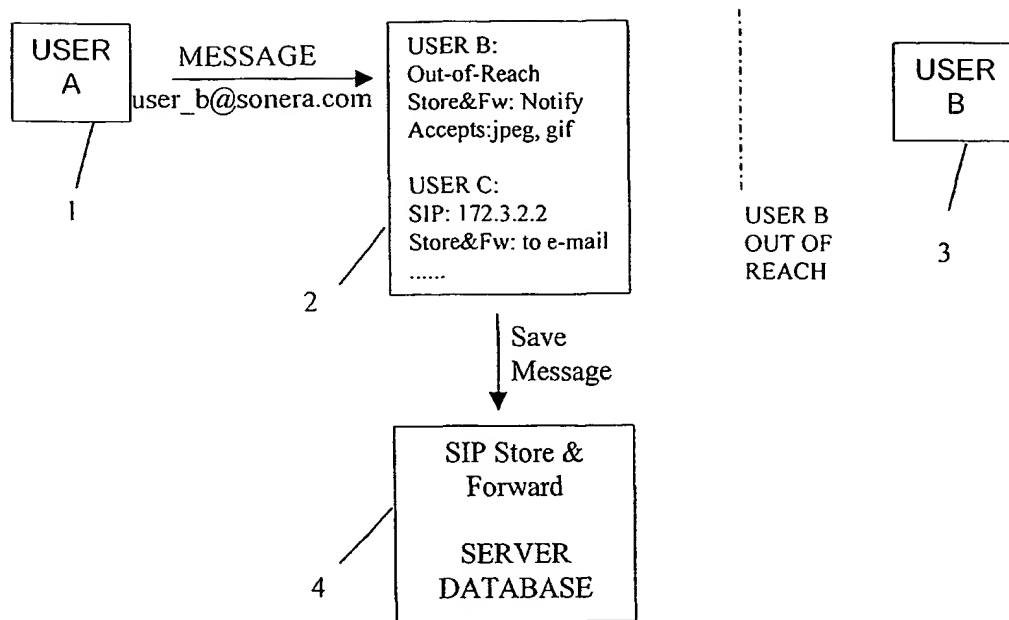 USER
A
MESSAGE
user_b@sonera.com
USER B:
Out-of-Reach
Store&Fw: Notify
Accepts:jpeg, gif
USER C:
SIP: 172.3.2.2
Store&Fw: to e-mail
......
USER
B
1
2
USER B
OUT OF
REACH
3
Save
Message
SIP Store &
Forward
SERVER
DATABASE
4